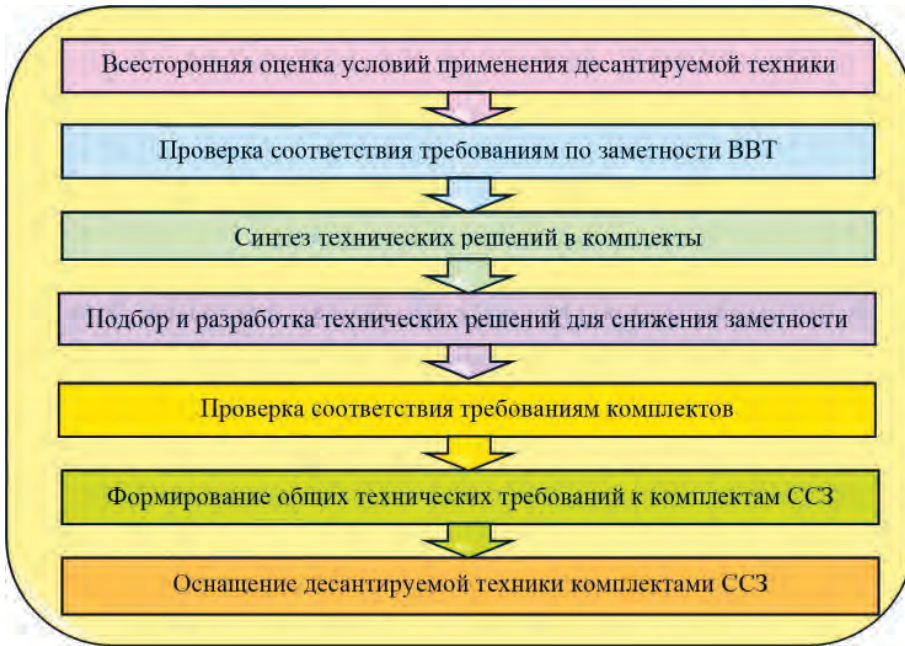 Всесторонняя оценка условий применения десантируемой техники
Проверка соответствия требованиям по заметности ВВТ
Синтез технических решений в комплекты
Подбор и разработка технических решений для снижения заметности
Проверка соответствия требованиям комплектов
Формирование общих технических требований к комплектам ССЗ
Оснащение десантируемой техники комплектами ССЗ